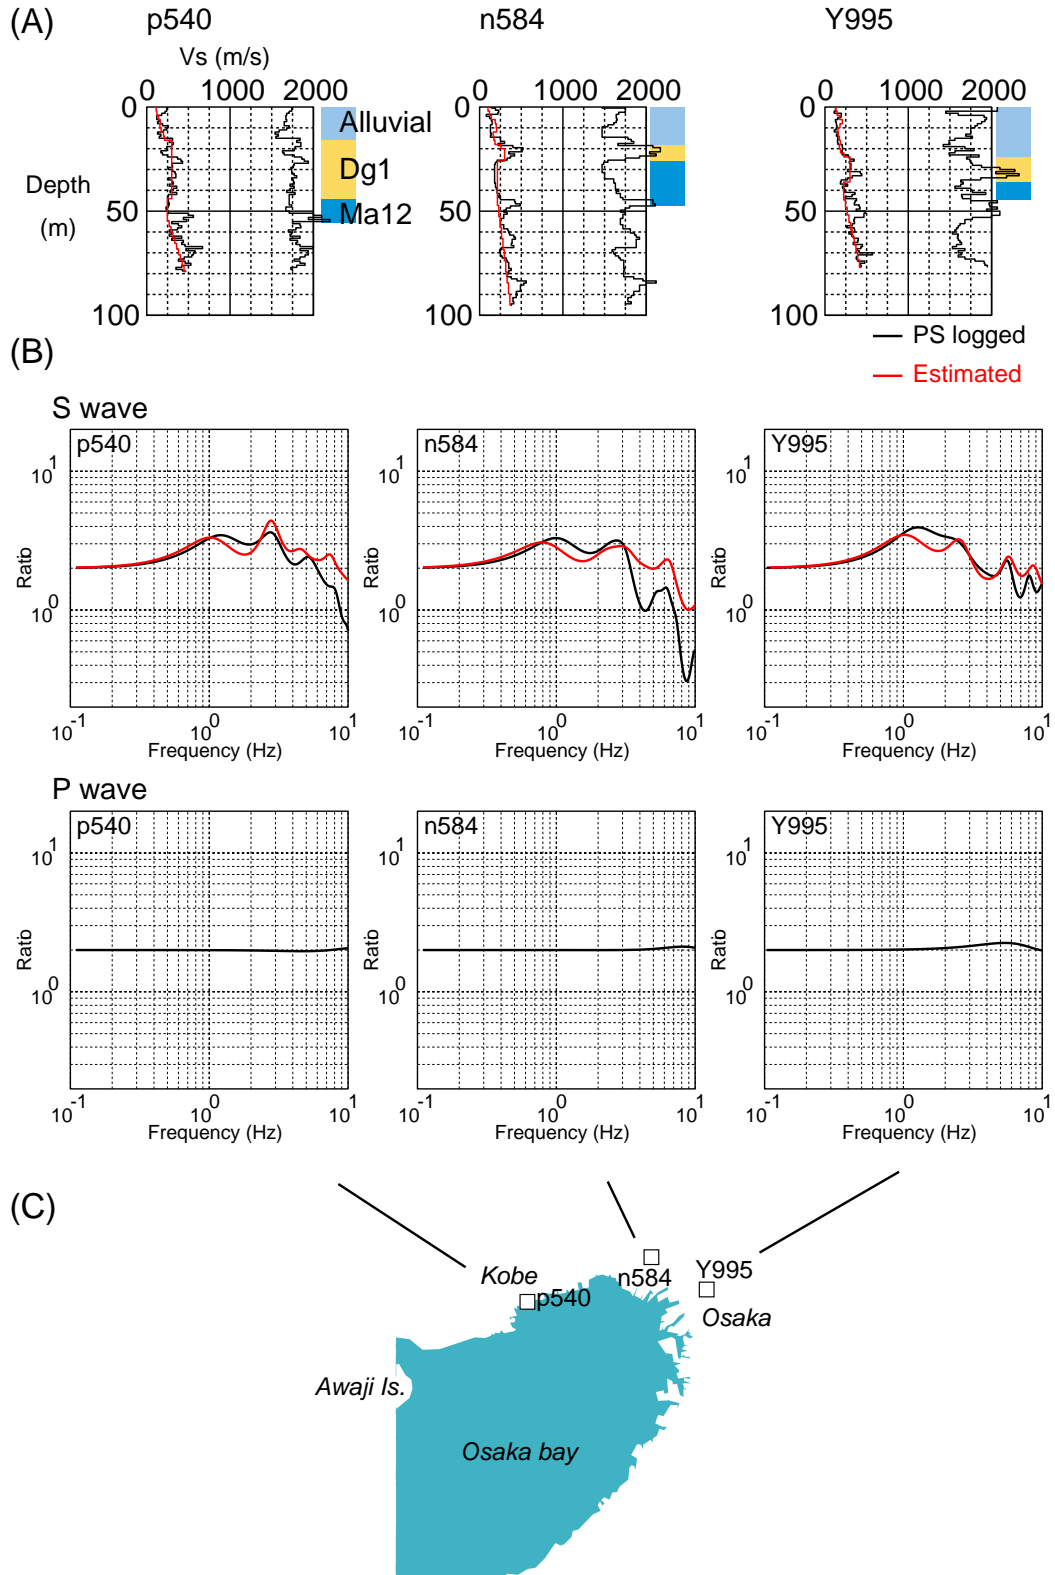 (A)
p540
n584
Y995
Vs (m/s)
0 1000 2000
0 1000 2000
0 1000 2000
0
50
100
0
50
100
0
50
100
Depth
(m)
Alluvial
Dg1
Ma12
PS logged
Estimated
(B)
S wave
p540
n584
Y995
Ratio
Ratio
Ratio
10^1
10^0
10^1
10^0
10^1
10^0
10^-1 10^0 10^1
10^-1 10^0 10^1
10^-1 10^0 10^1
Frequency (Hz)
Frequency (Hz)
Frequency (Hz)
P wave
p540
n584
Y995
Ratio
Ratio
Ratio
10^1
10^0
10^1
10^0
10^1
10^0
10^-1 10^0 10^1
10^-1 10^0 10^1
10^-1 10^0 10^1
Frequency (Hz)
Frequency (Hz)
Frequency (Hz)
(C)
Kobe
p540
n584
Y995
Osaka
Awaji Is.
Osaka bay